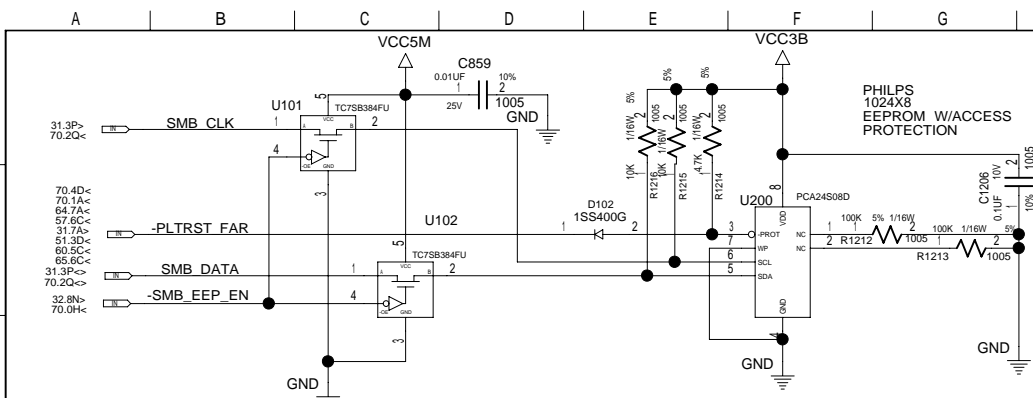 A B C D E F G
VCC5M
VCC3B
C859
0.01UF 10%
1 2
25V 1005
GND
U101
TC7SB384FU
5
VCC
A B
-OE GND
1 2
4
3
31.3P>
70.2Q<
IN
SMB_CLK
PHILPS
1024X8
EEPROM W/ACCESS
PROTECTION
5% 5% 5%
2 1005
1/16W
10K 1
R1216
2 1005
1/16W
10K 1
R1215
2 1005
1/16W
4.7K 1
R1214
C1206
2 1005
10V
0.1UF 1 10%
70.4D<
70.1A<
64.7A<
57.6C<
31.7A>
51.3D<
60.5C<
65.6C<
IN
-PLTRST_FAR
D102
1SS400G
1 2
U200
PCA24S08D
8
VDD
3 -PROT NC 1
7 WP NC 2
6 SCL
5 SDA
GND
4
1 100K 5% 1/16W 2
R1212 1005
100K 1/16W 5%
1 2
R1213 1005
U102
TC7SB384FU
5
VCC
A B
-OE GND
1 2
4
3
31.3P<>
70.2Q<>
IN
SMB_DATA
32.8N>
70.0H<
IN
-SMB_EEP_EN
GND
GND
GND